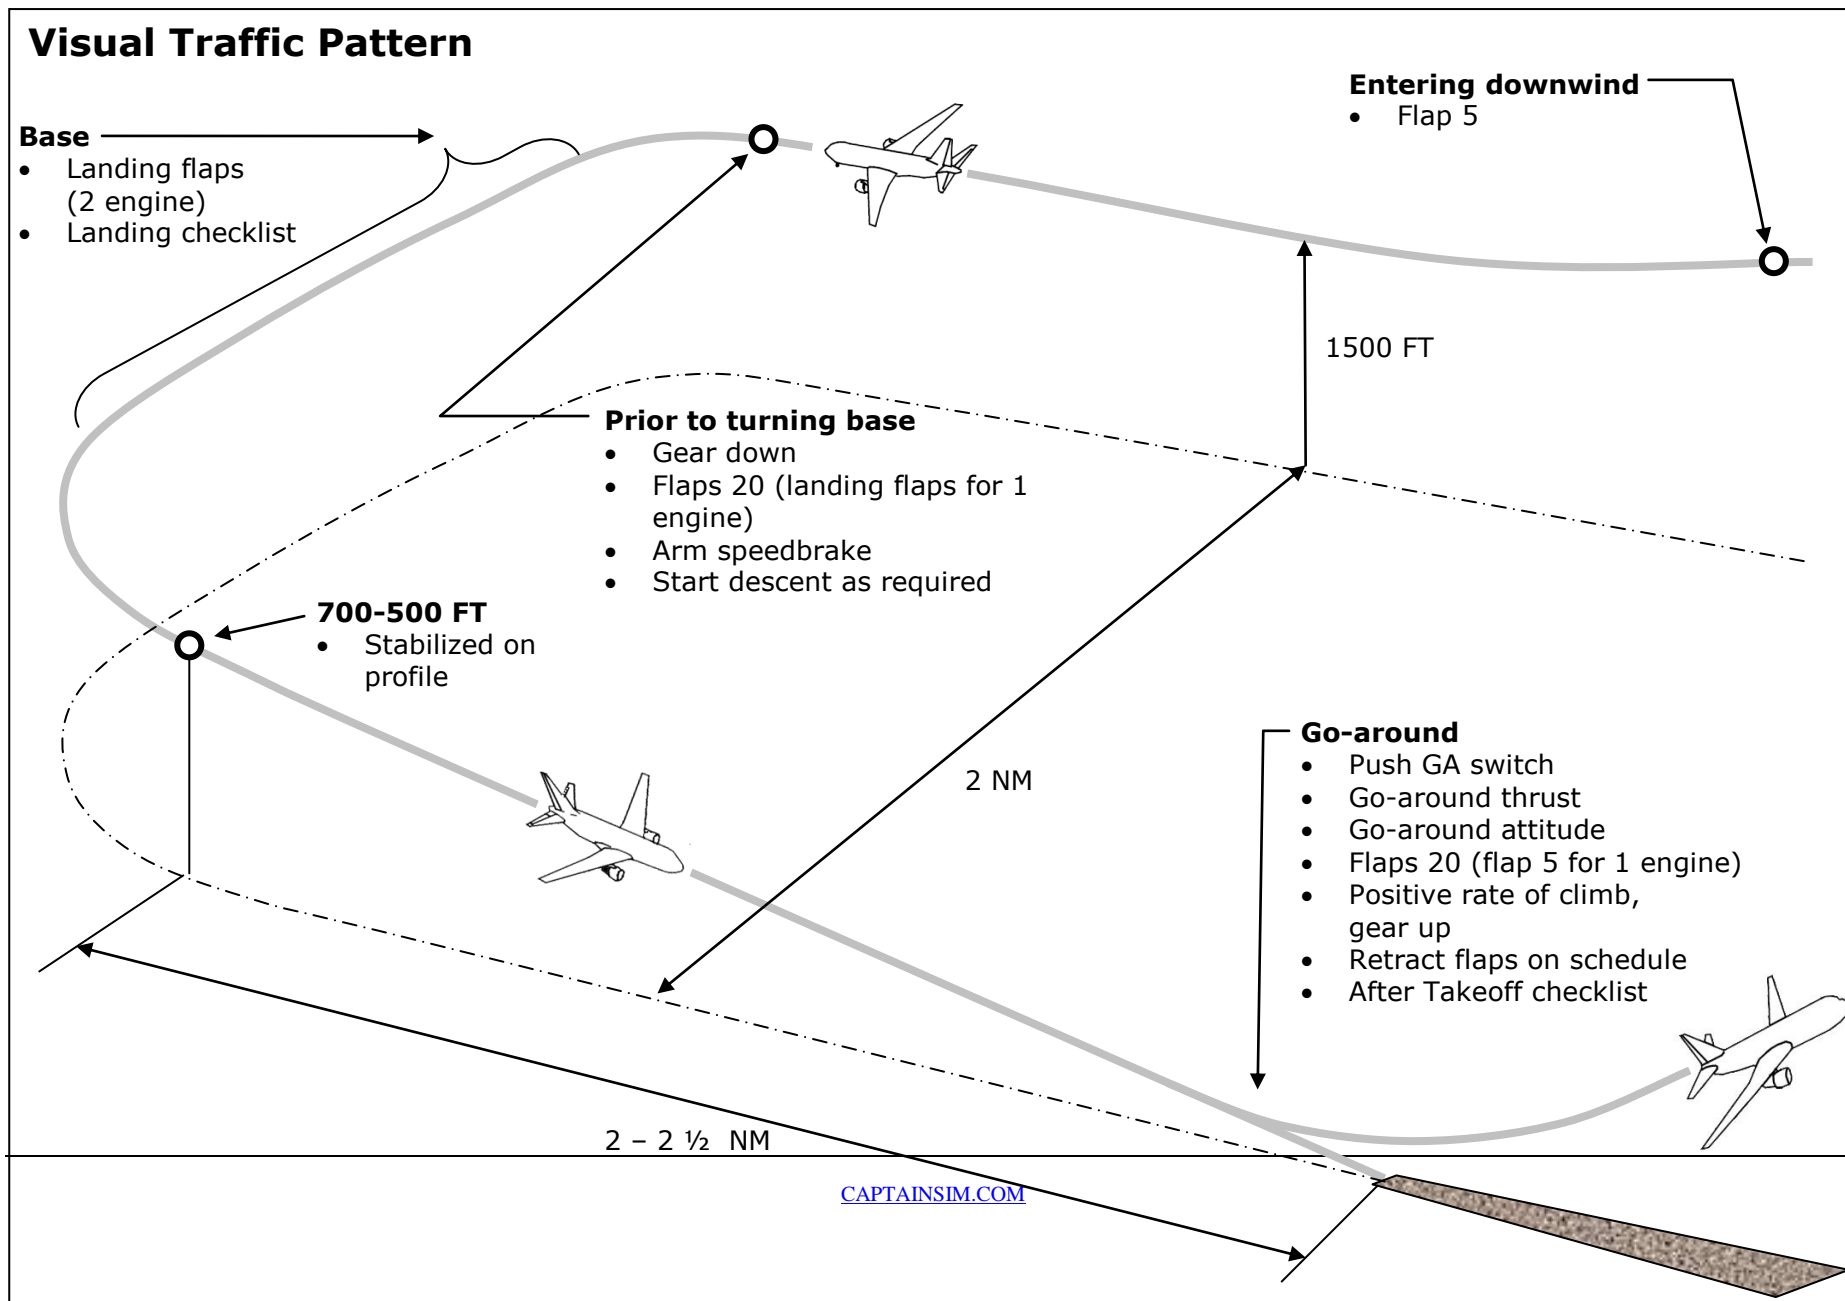 Visual Traffic Pattern
Entering downwind
• Flap 5
Base
• Landing flaps
(2 engine)
• Landing checklist
1500 FT
Prior to turning base
• Gear down
• Flaps 20 (landing flaps for 1
engine)
• Arm speedbrake
• Start descent as required
700-500 FT
• Stabilized on
profile
2 NM
Go-around
• Push GA switch
• Go-around thrust
• Go-around attitude
• Flaps 20 (flap 5 for 1 engine)
• Positive rate of climb,
gear up
• Retract flaps on schedule
• After Takeoff checklist
2 – 2 ½ NM
CAPTAINSIM.COM